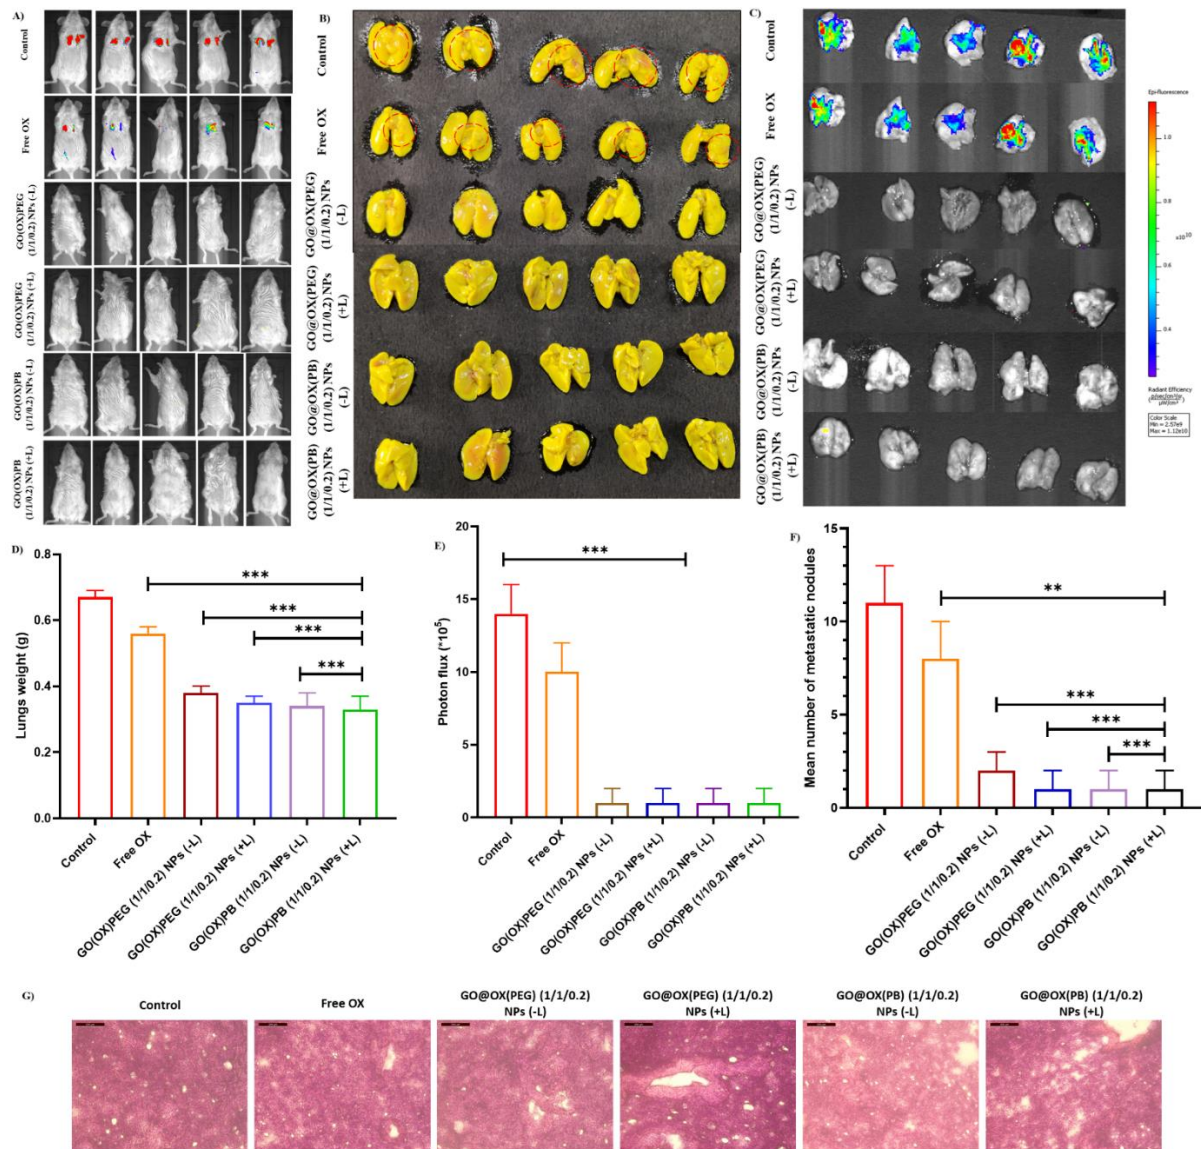 A)
Control
Free OX
GO(OX)PEG
(1/1/0.2) NPs (-L)
GO(OX)PEG
(1/1/0.2) NPs (+L)
GO(OX)PB
(1/1/0.2) NPs (-L)
GO(OX)PB
(1/1/0.2) NPs (+L)
B)
Control
Free OX
GO@OX(PEG)
(1/1/0.2) NPs
(-L)
GO@OX(PEG)
(1/1/0.2) NPs
(+L)
GO@OX(PB)
(1/1/0.2) NPs
(-L)
GO@OX(PB)
(1/1/0.2) NPs
(+L)
C)
Control
Free OX
GO@OX(PEG)
(1/1/0.2) NPs
(-L)
GO@OX(PEG)
(1/1/0.2) NPs
(+L)
GO@OX(PB)
(1/1/0.2) NPs
(-L)
GO@OX(PB)
(1/1/0.2) NPs
(+L)
Epi-fluorescence
1.0
x10^10
0.4
Radiant Efficiency
Color Scale
Min = 2.57e9
Max = 1.12e10
D)
Lungs weight (g)
0.8
0.6
0.4
0.2
0.0
***
***
***
***
Control
Free OX
GO(OX)PEG (1/1/0.2) NPs (-L)
GO(OX)PEG (1/1/0.2) NPs (+L)
GO(OX)PB (1/1/0.2) NPs (-L)
GO(OX)PB (1/1/0.2) NPs (+L)
E)
Photon flux (*10^5)
20
15
10
5
0
***
Control
Free OX
GO(OX)PEG (1/1/0.2) NPs (-L)
GO(OX)PEG (1/1/0.2) NPs (+L)
GO(OX)PB (1/1/0.2) NPs (-L)
GO(OX)PB (1/1/0.2) NPs (+L)
F)
Mean number of metastatic nodules
15
10
5
0
**
***
***
***
Control
Free OX
GO(OX)PEG (1/1/0.2) NPs (-L)
GO(OX)PEG (1/1/0.2) NPs (+L)
GO(OX)PB (1/1/0.2) NPs (-L)
GO(OX)PB (1/1/0.2) NPs (+L)
G)
Control
Free OX
GO@OX(PEG) (1/1/0.2)
NPs (-L)
GO@OX(PEG) (1/1/0.2)
NPs (+L)
GO@OX(PB) (1/1/0.2)
NPs (-L)
GO@OX(PB) (1/1/0.2)
NPs (+L)